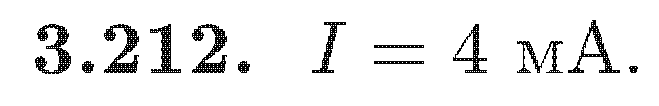 3.212. I = 4 мА.